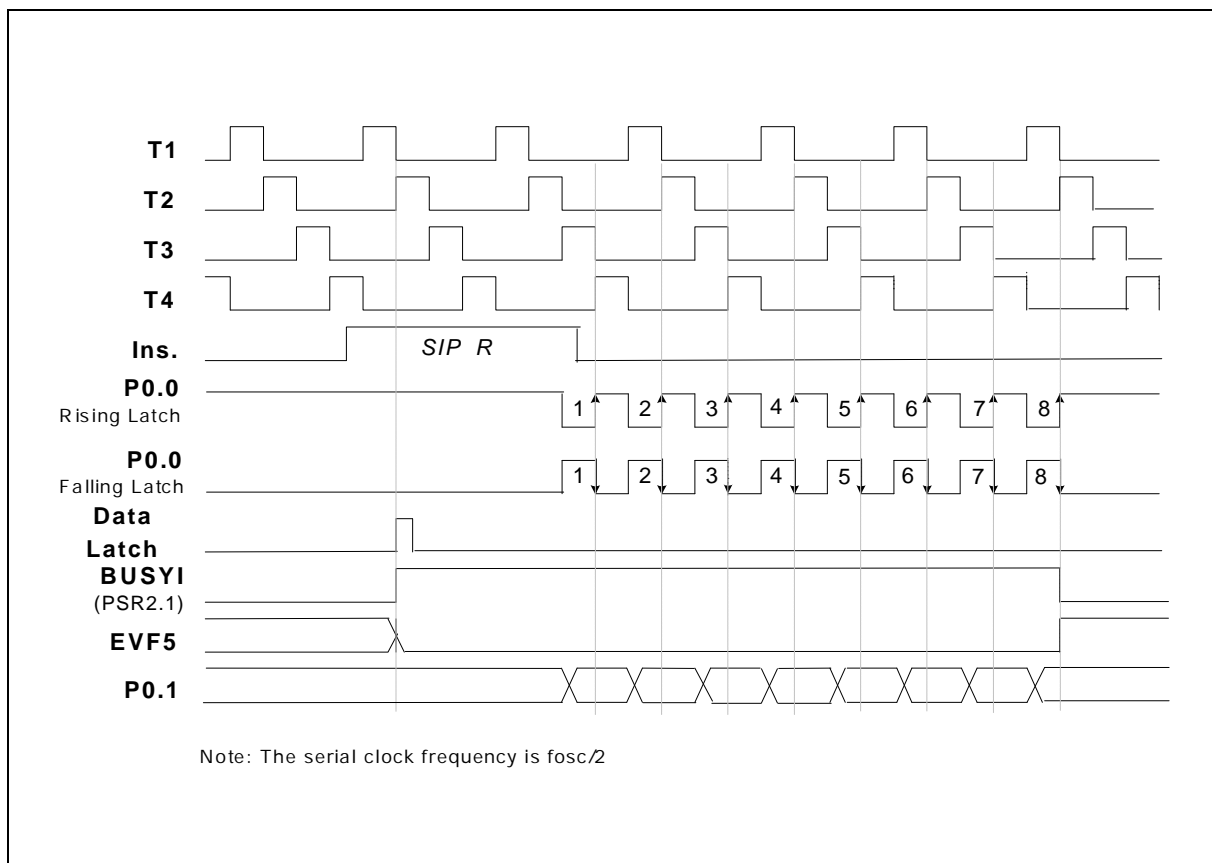 T1
T2
T3
T4
Ins.
SIP R
P0.0
Rising Latch
1 2 3 4 5 6 7 8
P0.0
Falling Latch
1 2 3 4 5 6 7 8
Data
Latch
BUSYI
(PSR2.1)
EVF5
P0.1
Note: The serial clock frequency is fosc/2